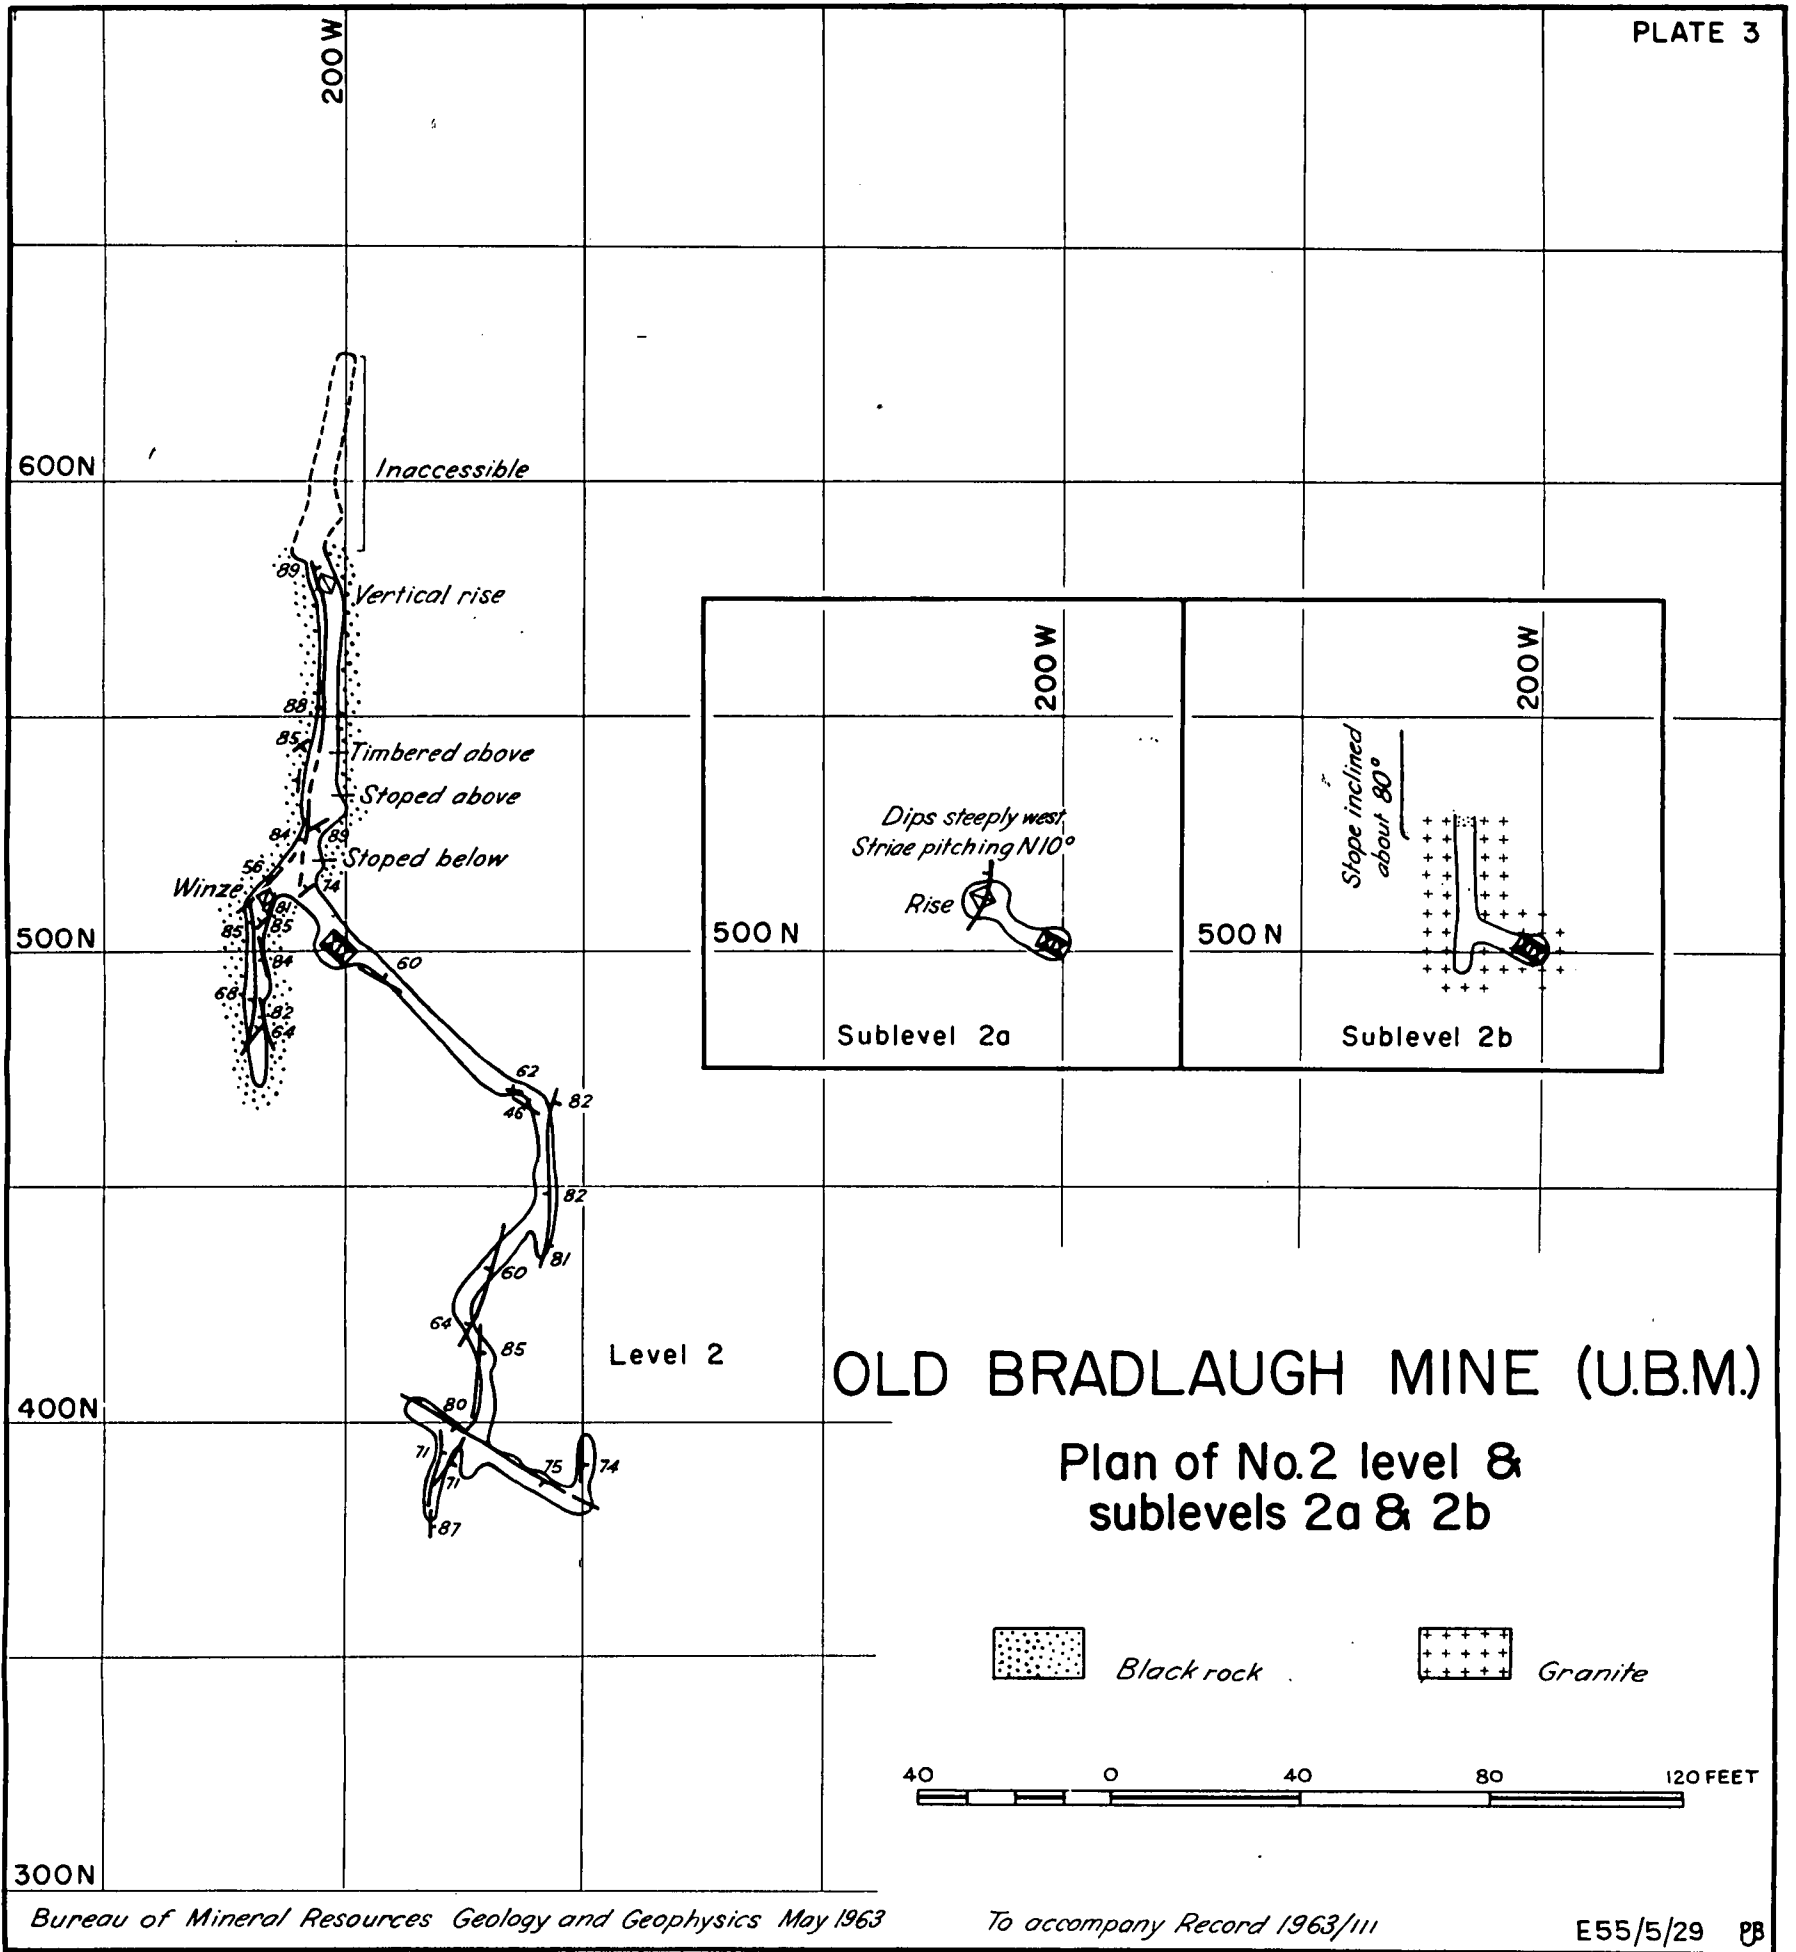 PLATE 3
200 W
600N
Inaccessible
89
Vertical rise
88
85
Timbered above
Stoped above
84
89
Stoped below
56
74
Winze
81
85
85
500N
84
60
68
82
64
62
46
82
82
81
60
64
85
Level 2
400N
80
71
71
75
74
87
300N
200 W
Dips steeply west
Striae pitching N10°
Rise
500 N
Sublevel 2a
200 W
Stope inclined
about 80°
500 N
Sublevel 2b
OLD BRADLAUGH MINE (U.B.M.)
Plan of No.2 level &
sublevels 2a & 2b
Black rock
Granite
40 0 40 80 120 FEET
Bureau of Mineral Resources Geology and Geophysics May 1963
To accompany Record 1963/111
E55/5/29